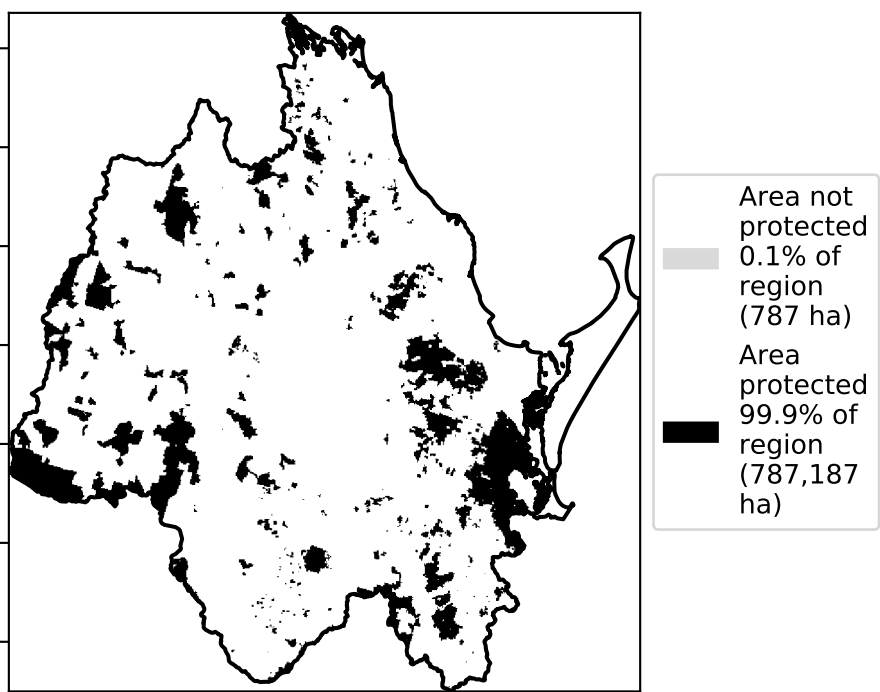 Area not
protected
0.1% of
region
(787 ha)
Area
protected
99.9% of
region
(787,187
ha)